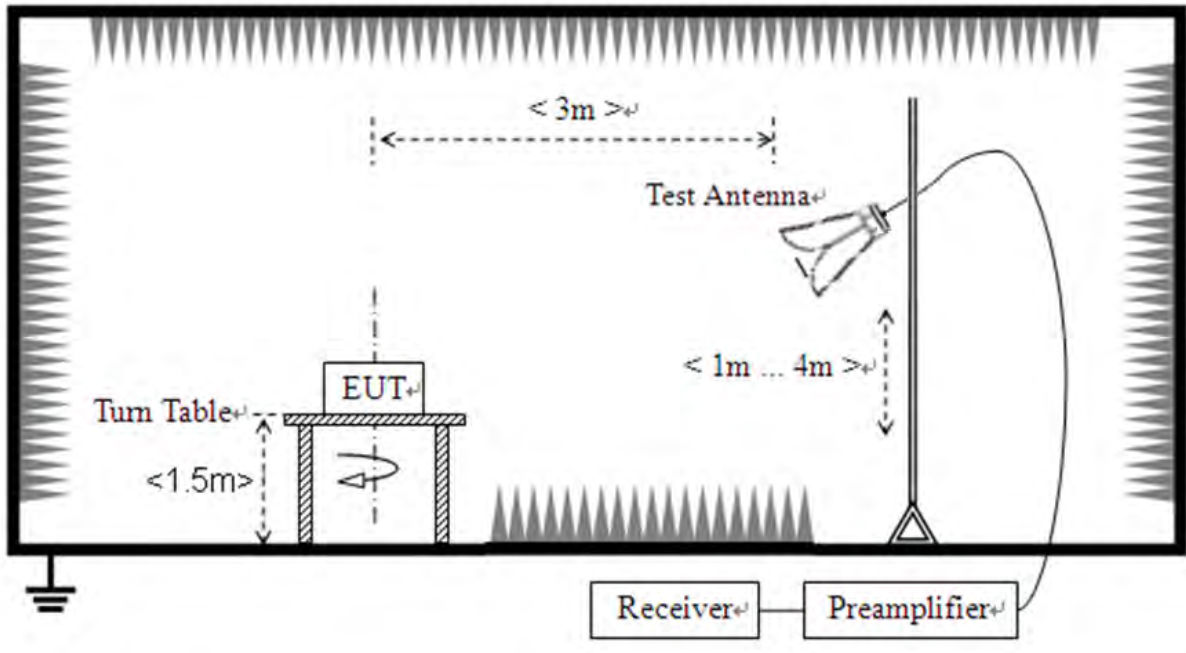 < 3m >↵
Test Antenna↵
< 1m ... 4m >↵
EUT↵
Turn Table↵
<1.5m>
Receiver↵
Preamplifier↵